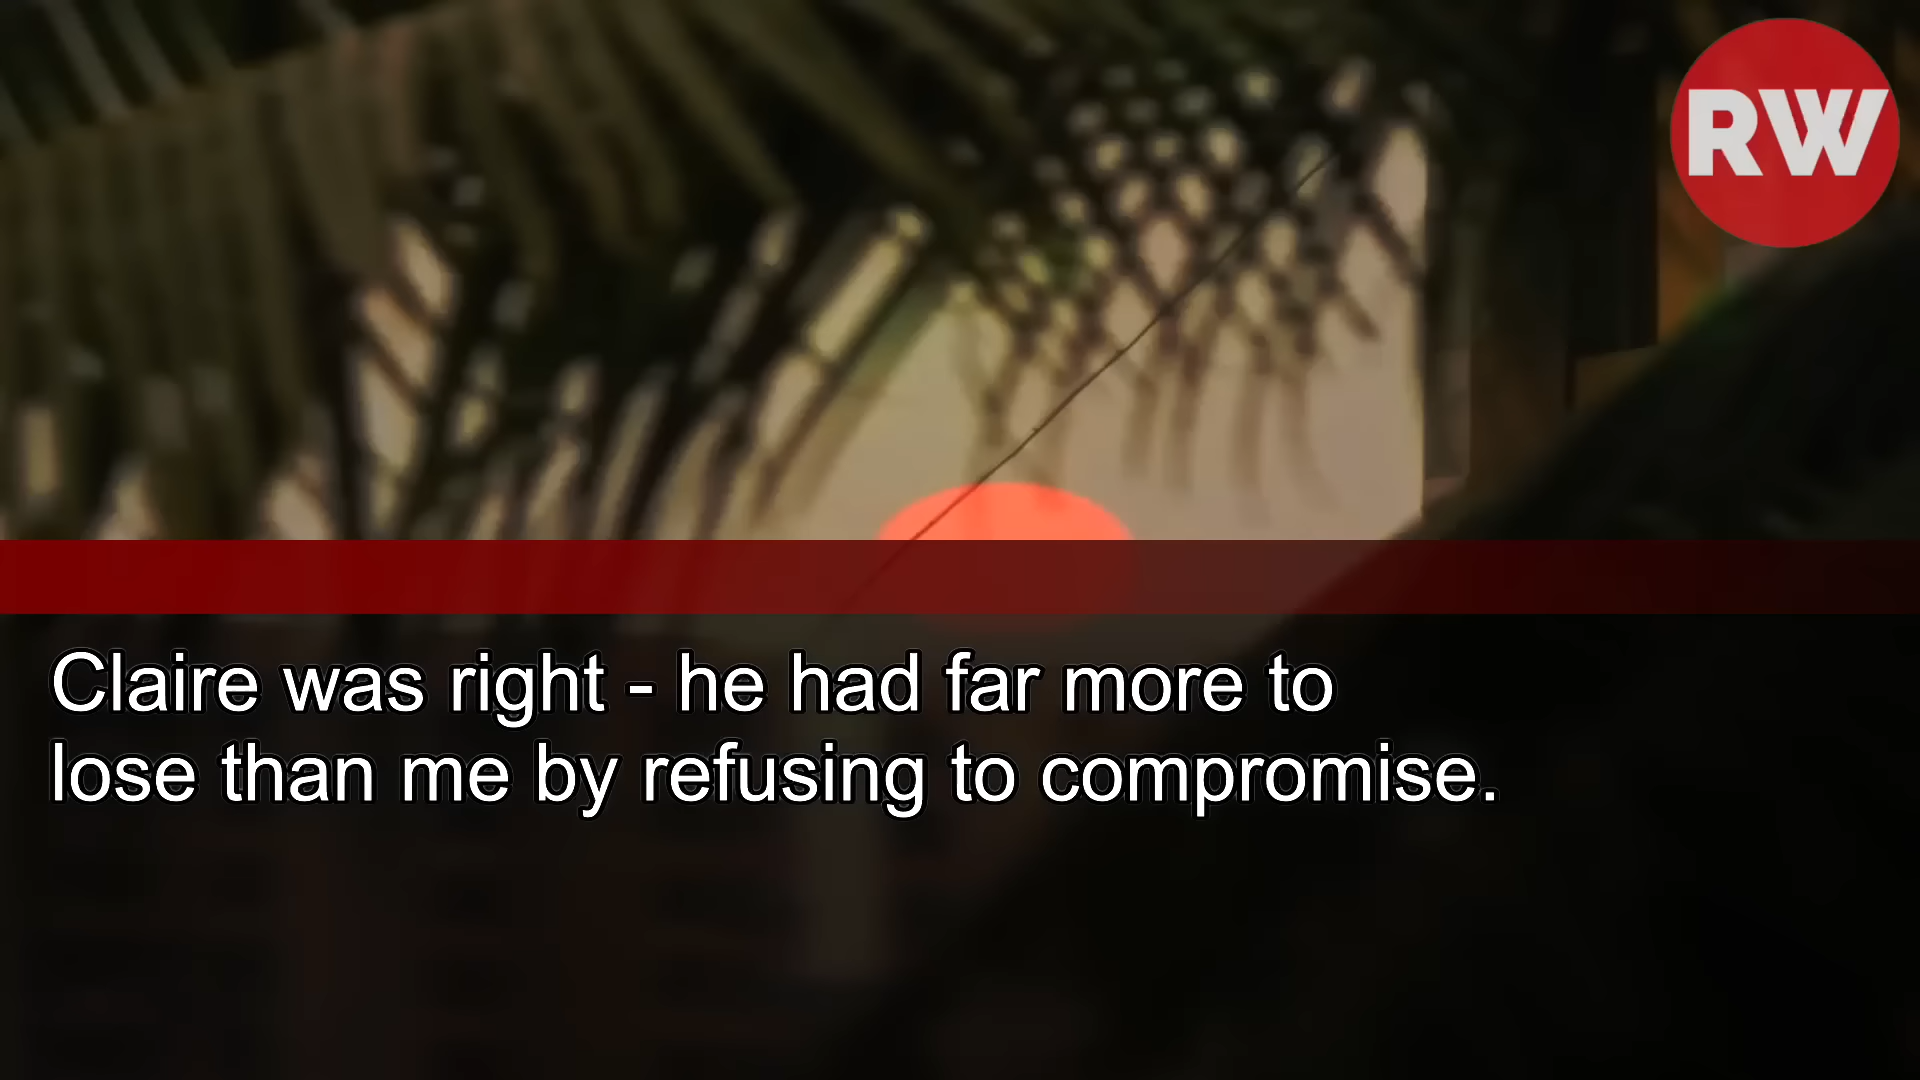 RW
Claire was right - he had far more to
lose than me by refusing to compromise.